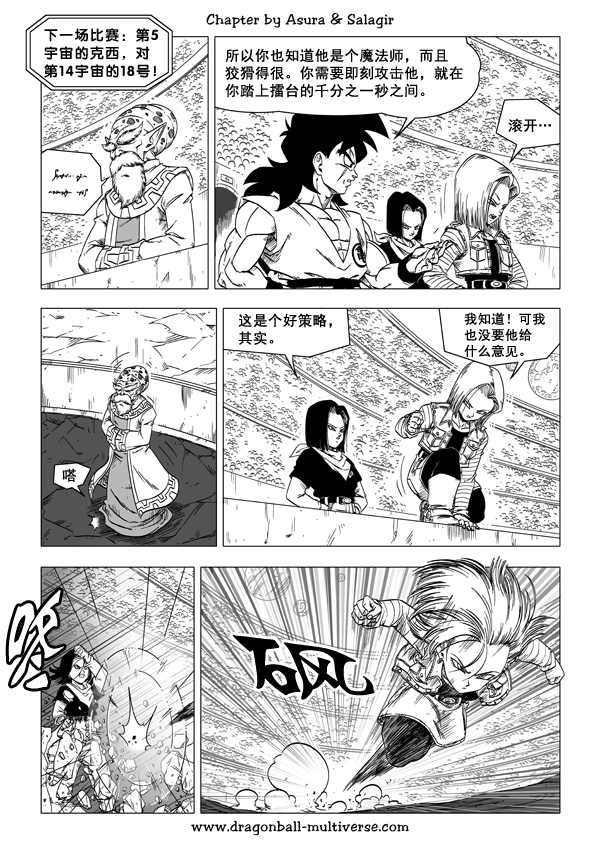 Chapter by Asura & Salagir
下一场比赛：第5
宇宙的克西，对
第14宇宙的18号！
所以你也知道他是个魔法师，而且
狡猾得很。你需要即刻攻击他，就在
你踏上擂台的千分之一秒之间。
滚开…
嗒
这是个好策略，
其实。
我知道！可我
也没要他给
什么意见。
咚
www.dragonball-multiverse.com